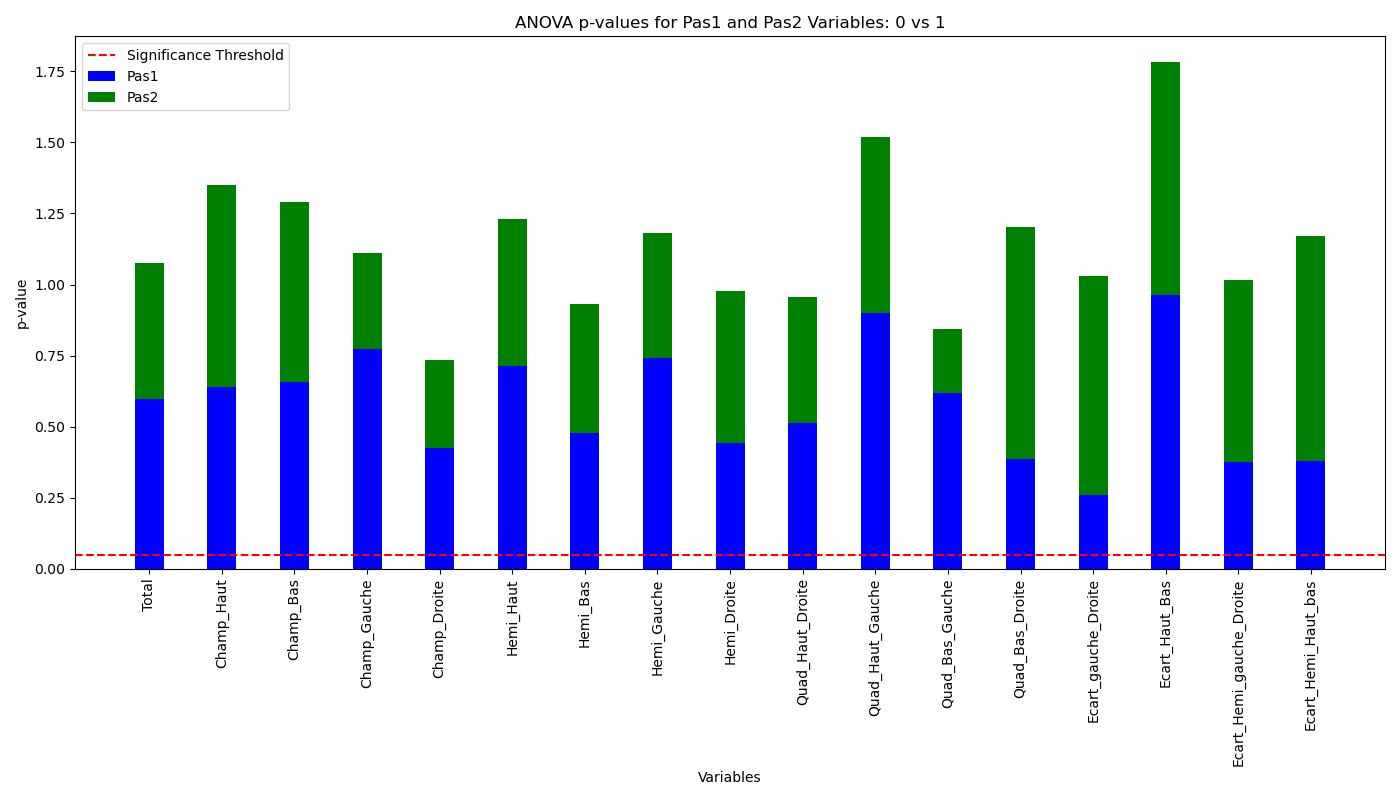 ANOVA p-values for Pas1 and Pas2 Variables: 0 vs 1
Significance Threshold
Pas1
Pas2
p-value
1.75
1.50
1.25
1.00
0.75
0.50
0.25
0.00
Total
Champ_Haut
Champ_Bas
Champ_Gauche
Champ_Droite
Hemi_Haut
Hemi_Bas
Hemi_Gauche
Hemi_Droite
Quad_Haut_Droite
Quad_Haut_Gauche
Quad_Bas_Gauche
Quad_Bas_Droite
Ecart_gauche_Droite
Ecart_Haut_Bas
Ecart_Hemi_gauche_Droite
Ecart_Hemi_Haut_bas
Variables